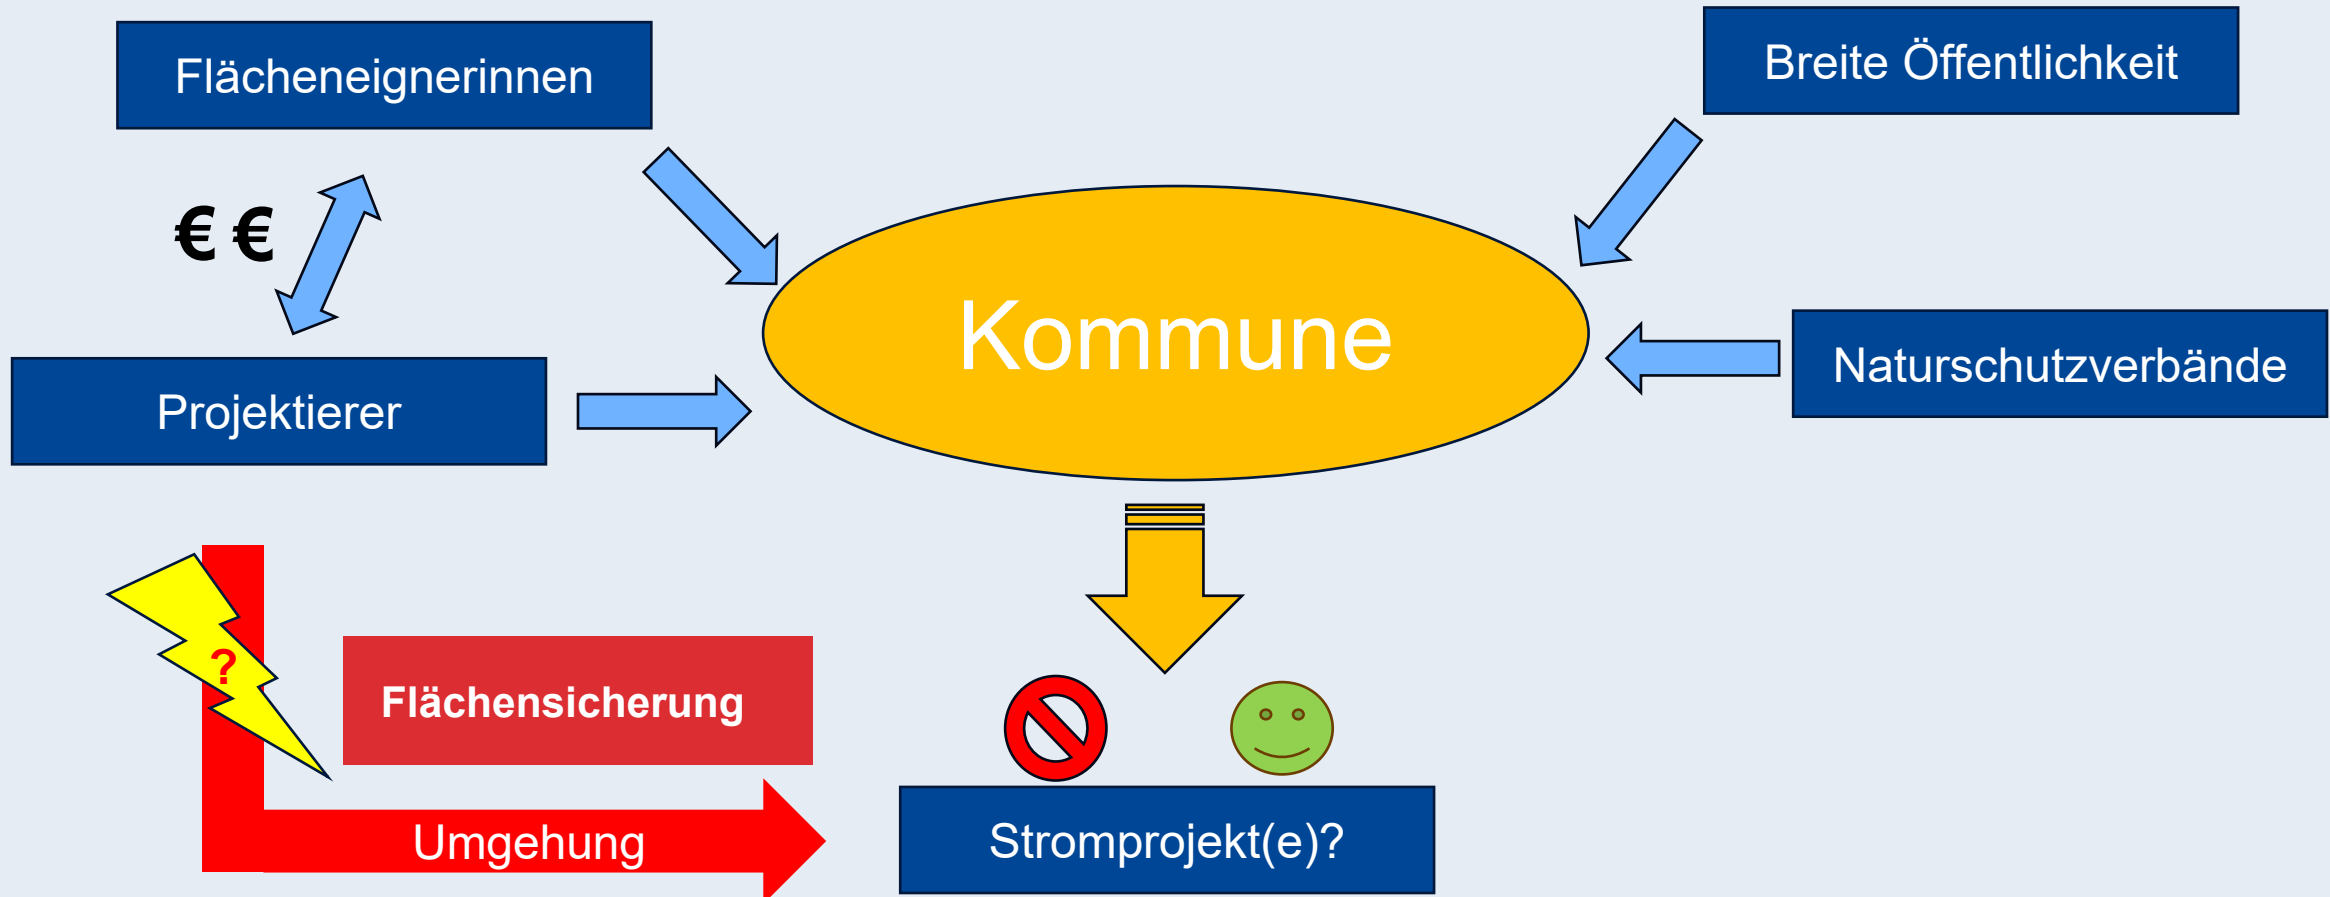 Flächeneignerinnen
Breite Öffentlichkeit
€ €
Kommune
Naturschutzverbände
Projektierer
?
Flächensicherung
Umgehung
Stromprojekt(e)?